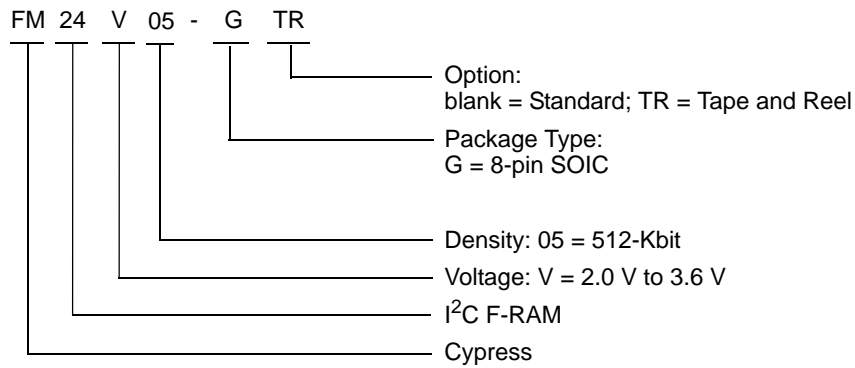 FM 24 V 05 - G TR
Option:
blank = Standard; TR = Tape and Reel
Package Type:
G = 8-pin SOIC
Density: 05 = 512-Kbit
Voltage: V = 2.0 V to 3.6 V
I²C F-RAM
Cypress